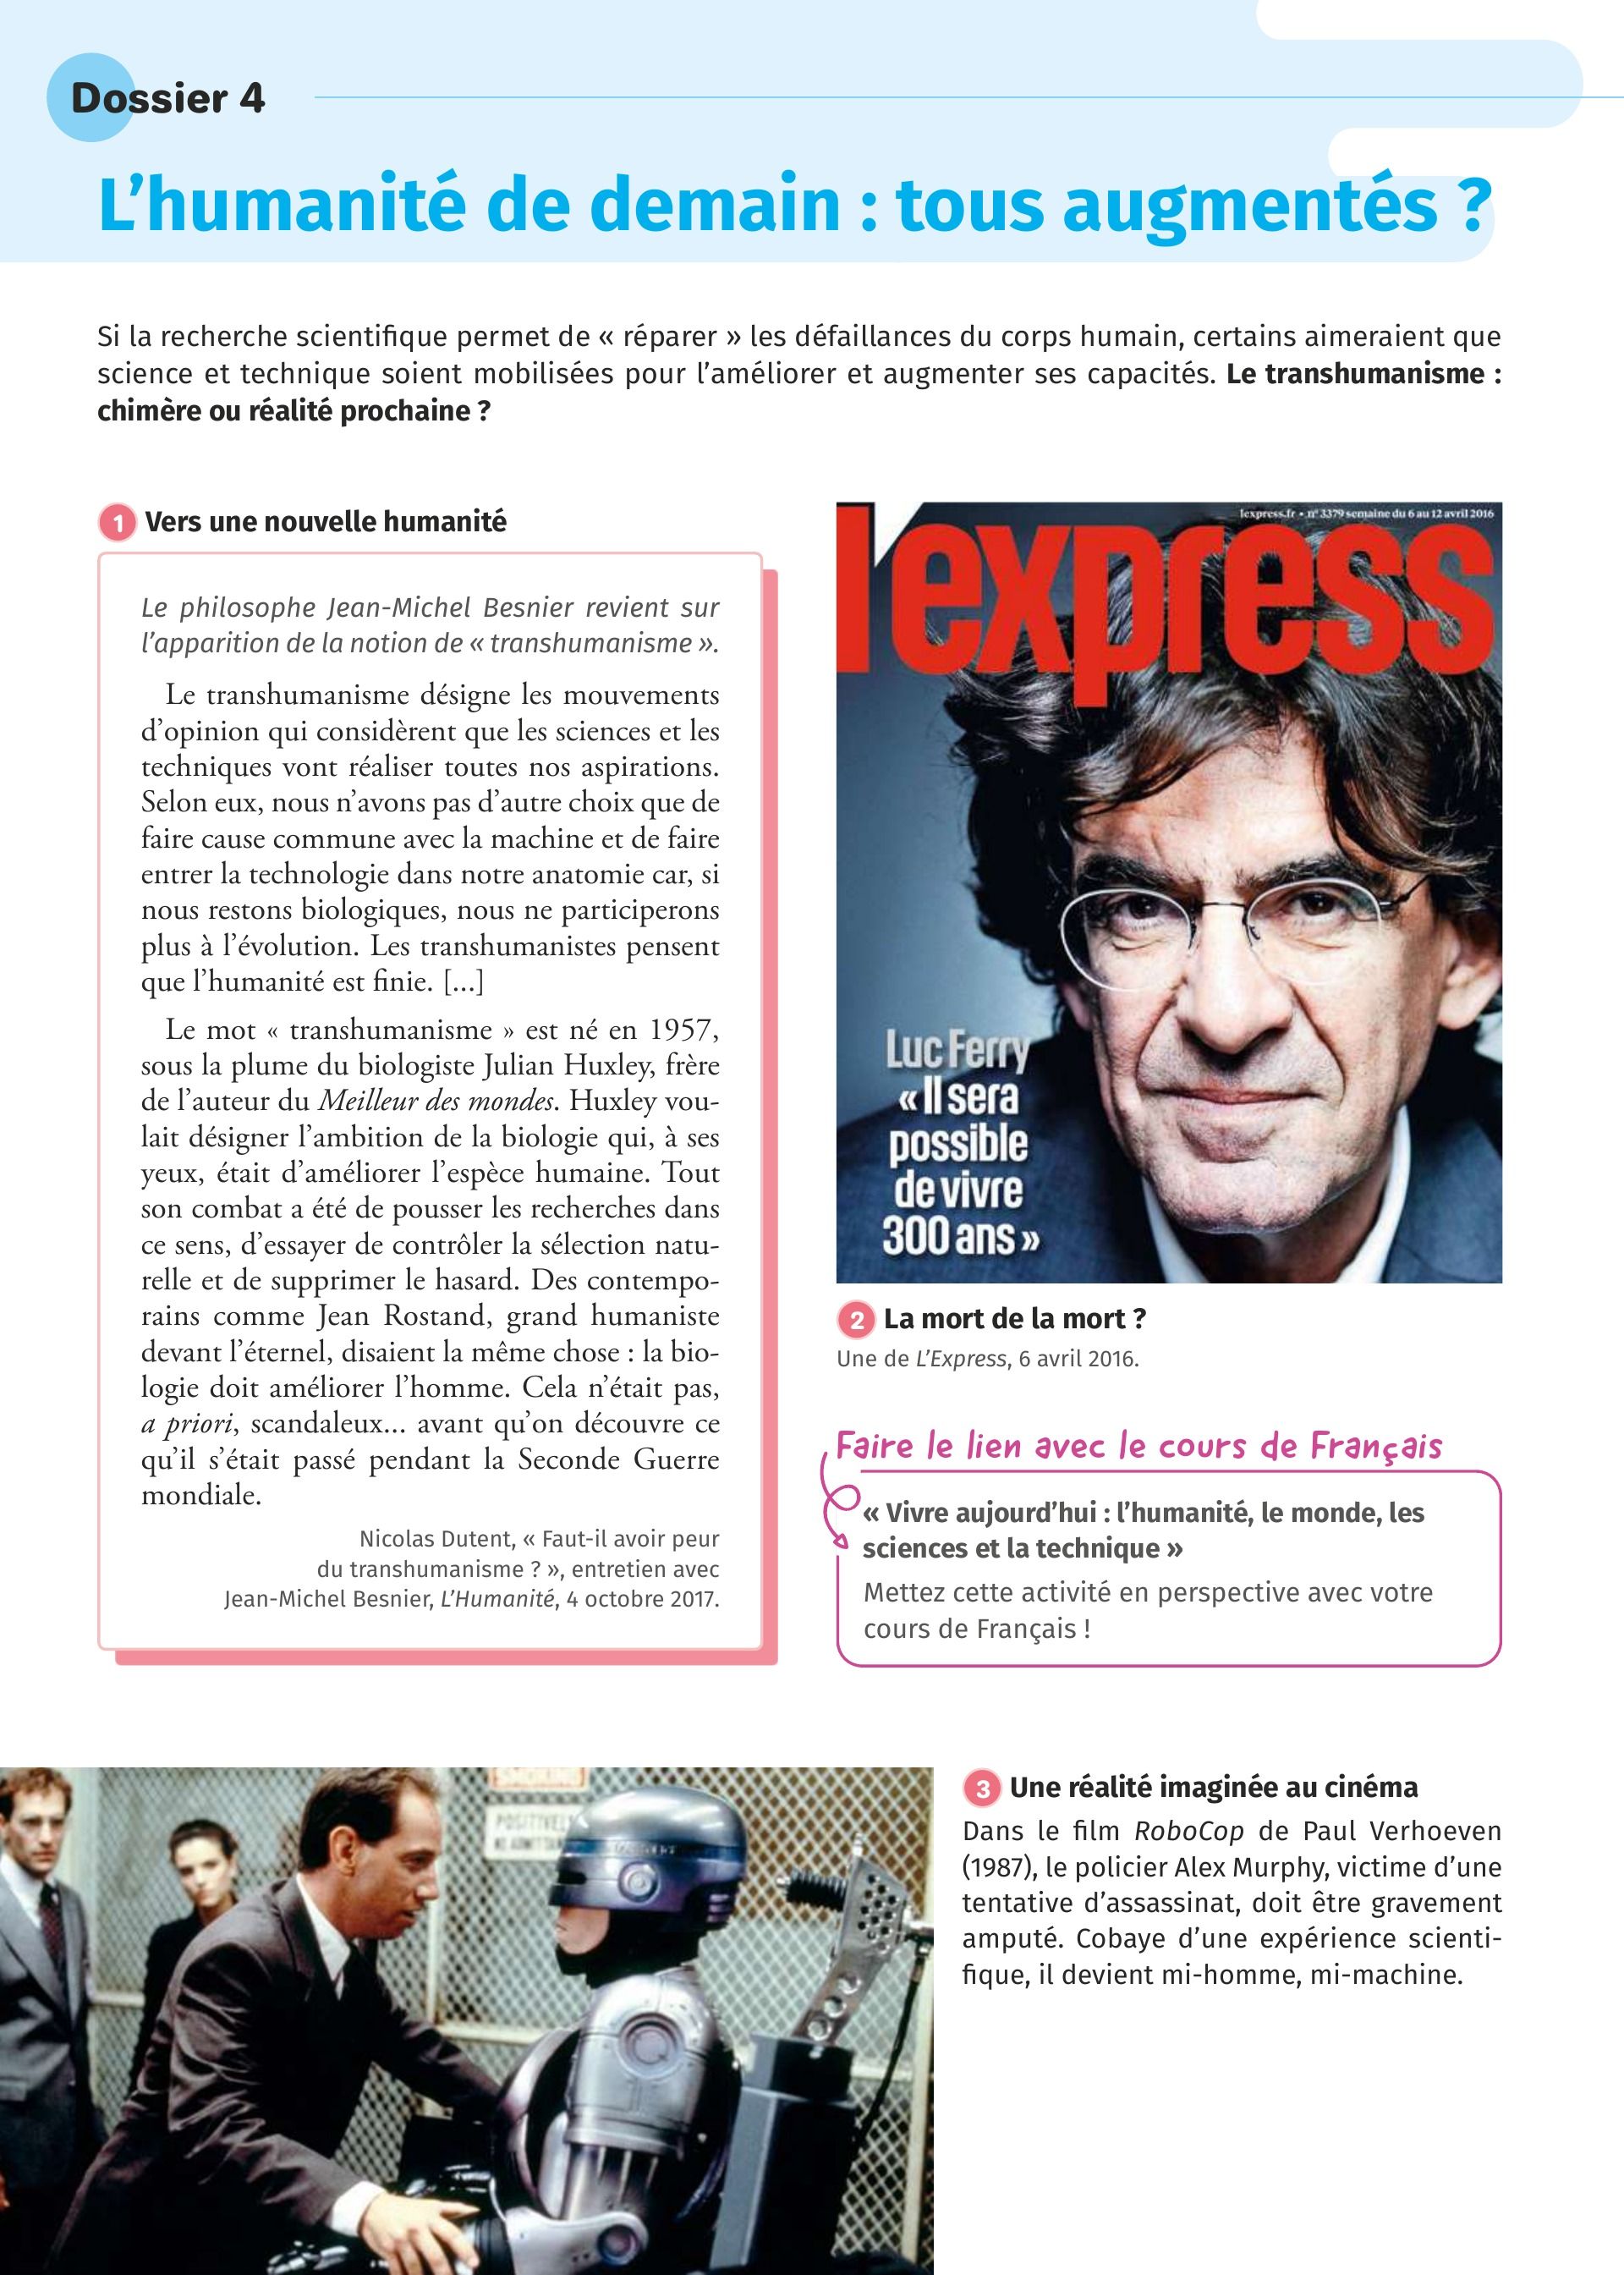 Dossier 4
L'humanité de demain : tous augmentés ?
Si la recherche scientifique permet de « réparer » les défaillances du corps humain, certains aimeraient que
science et technique soient mobilisées pour l'améliorer et augmenter ses capacités. Le transhumanisme :
chimère ou réalité prochaine ?
1 Vers une nouvelle humanité
Le philosophe Jean-Michel Besnier revient sur
l'apparition de la notion de « transhumanisme ».
Le transhumanisme désigne les mouvements
d'opinion qui considèrent que les sciences et les
techniques vont réaliser toutes nos aspirations.
Selon eux, nous n'avons pas d'autre choix que de
faire cause commune avec la machine et de faire
entrer la technologie dans notre anatomie car, si
nous restons biologiques, nous ne participerons
plus à l'évolution. Les transhumanistes pensent
que l'humanité est finie. [...]
Le mot « transhumanisme » est né en 1957,
sous la plume du biologiste Julian Huxley, frère
de l'auteur du Meilleur des mondes. Huxley vou-
lait désigner l'ambition de la biologie qui, à ses
yeux, était d'améliorer l'espèce humaine. Tout
son combat a été de pousser les recherches dans
ce sens, d'essayer de contrôler la sélection natu-
relle et de supprimer le hasard. Des contempo-
rains comme Jean Rostand, grand humaniste
devant l'éternel, disaient la même chose : la bio-
logie doit améliorer l'homme. Cela n'était pas,
a priori, scandaleux... avant qu'on découvre ce
qu'il s'était passé pendant la Seconde Guerre
mondiale.
Nicolas Dutent, « Faut-il avoir peur
du transhumanisme ? », entretien avec
Jean-Michel Besnier, L'Humanité, 4 octobre 2017.
lexpress.fr • n° 3379 semaine du 6 au 12 avril 2016
l'express
Luc Ferry
« Il sera
possible
de vivre
300 ans »
2 La mort de la mort ?
Une de L'Express, 6 avril 2016.
Faire le lien avec le cours de Français
« Vivre aujourd'hui : l'humanité, le monde, les
sciences et la technique »
Mettez cette activité en perspective avec votre
cours de Français !
POSITIVELY
NO ADMITTANCE
3 Une réalité imaginée au cinéma
Dans le film RoboCop de Paul Verhoeven
(1987), le policier Alex Murphy, victime d'une
tentative d'assassinat, doit être gravement
amputé. Cobaye d'une expérience scienti-
fique, il devient mi-homme, mi-machine.